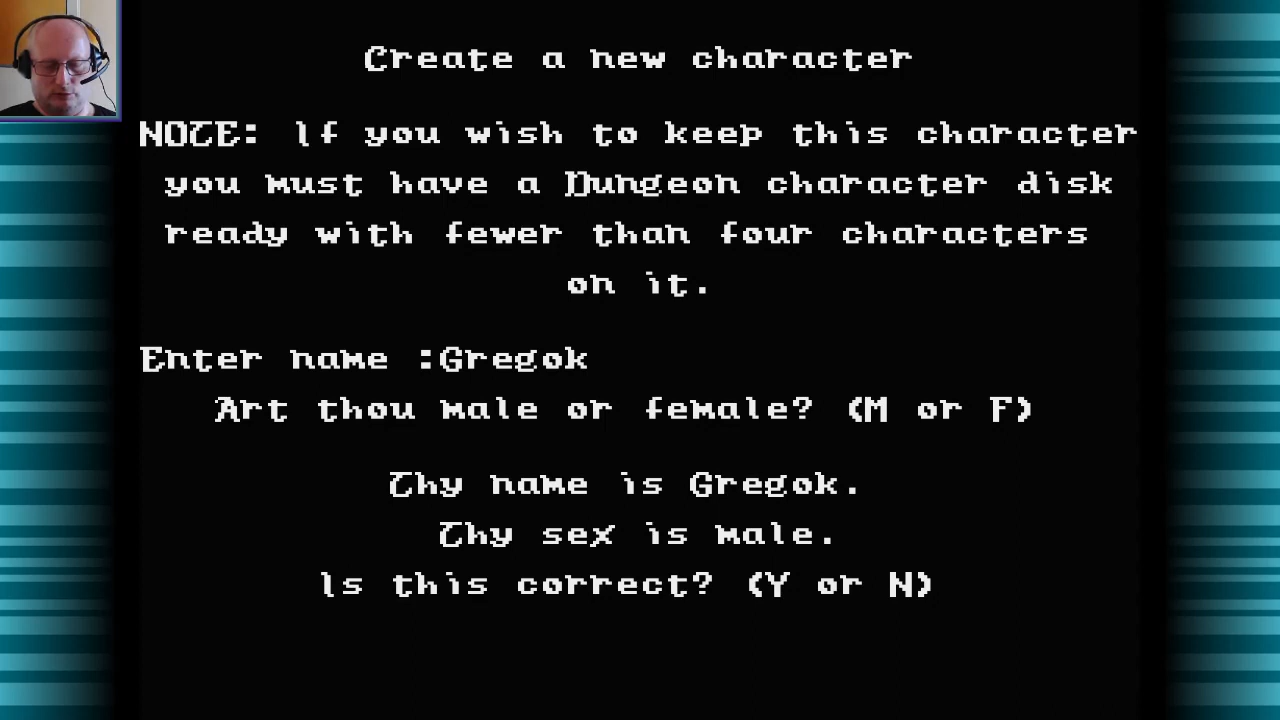 Create a new character
NOTE: If you wish to keep this character
you must have a Dungeon character disk
ready with fewer than four characters
on it.
Enter name :Gregok
Art thou male or female? (M or F)
Thy name is Gregok.
Thy sex is male.
Is this correct? (Y or N)